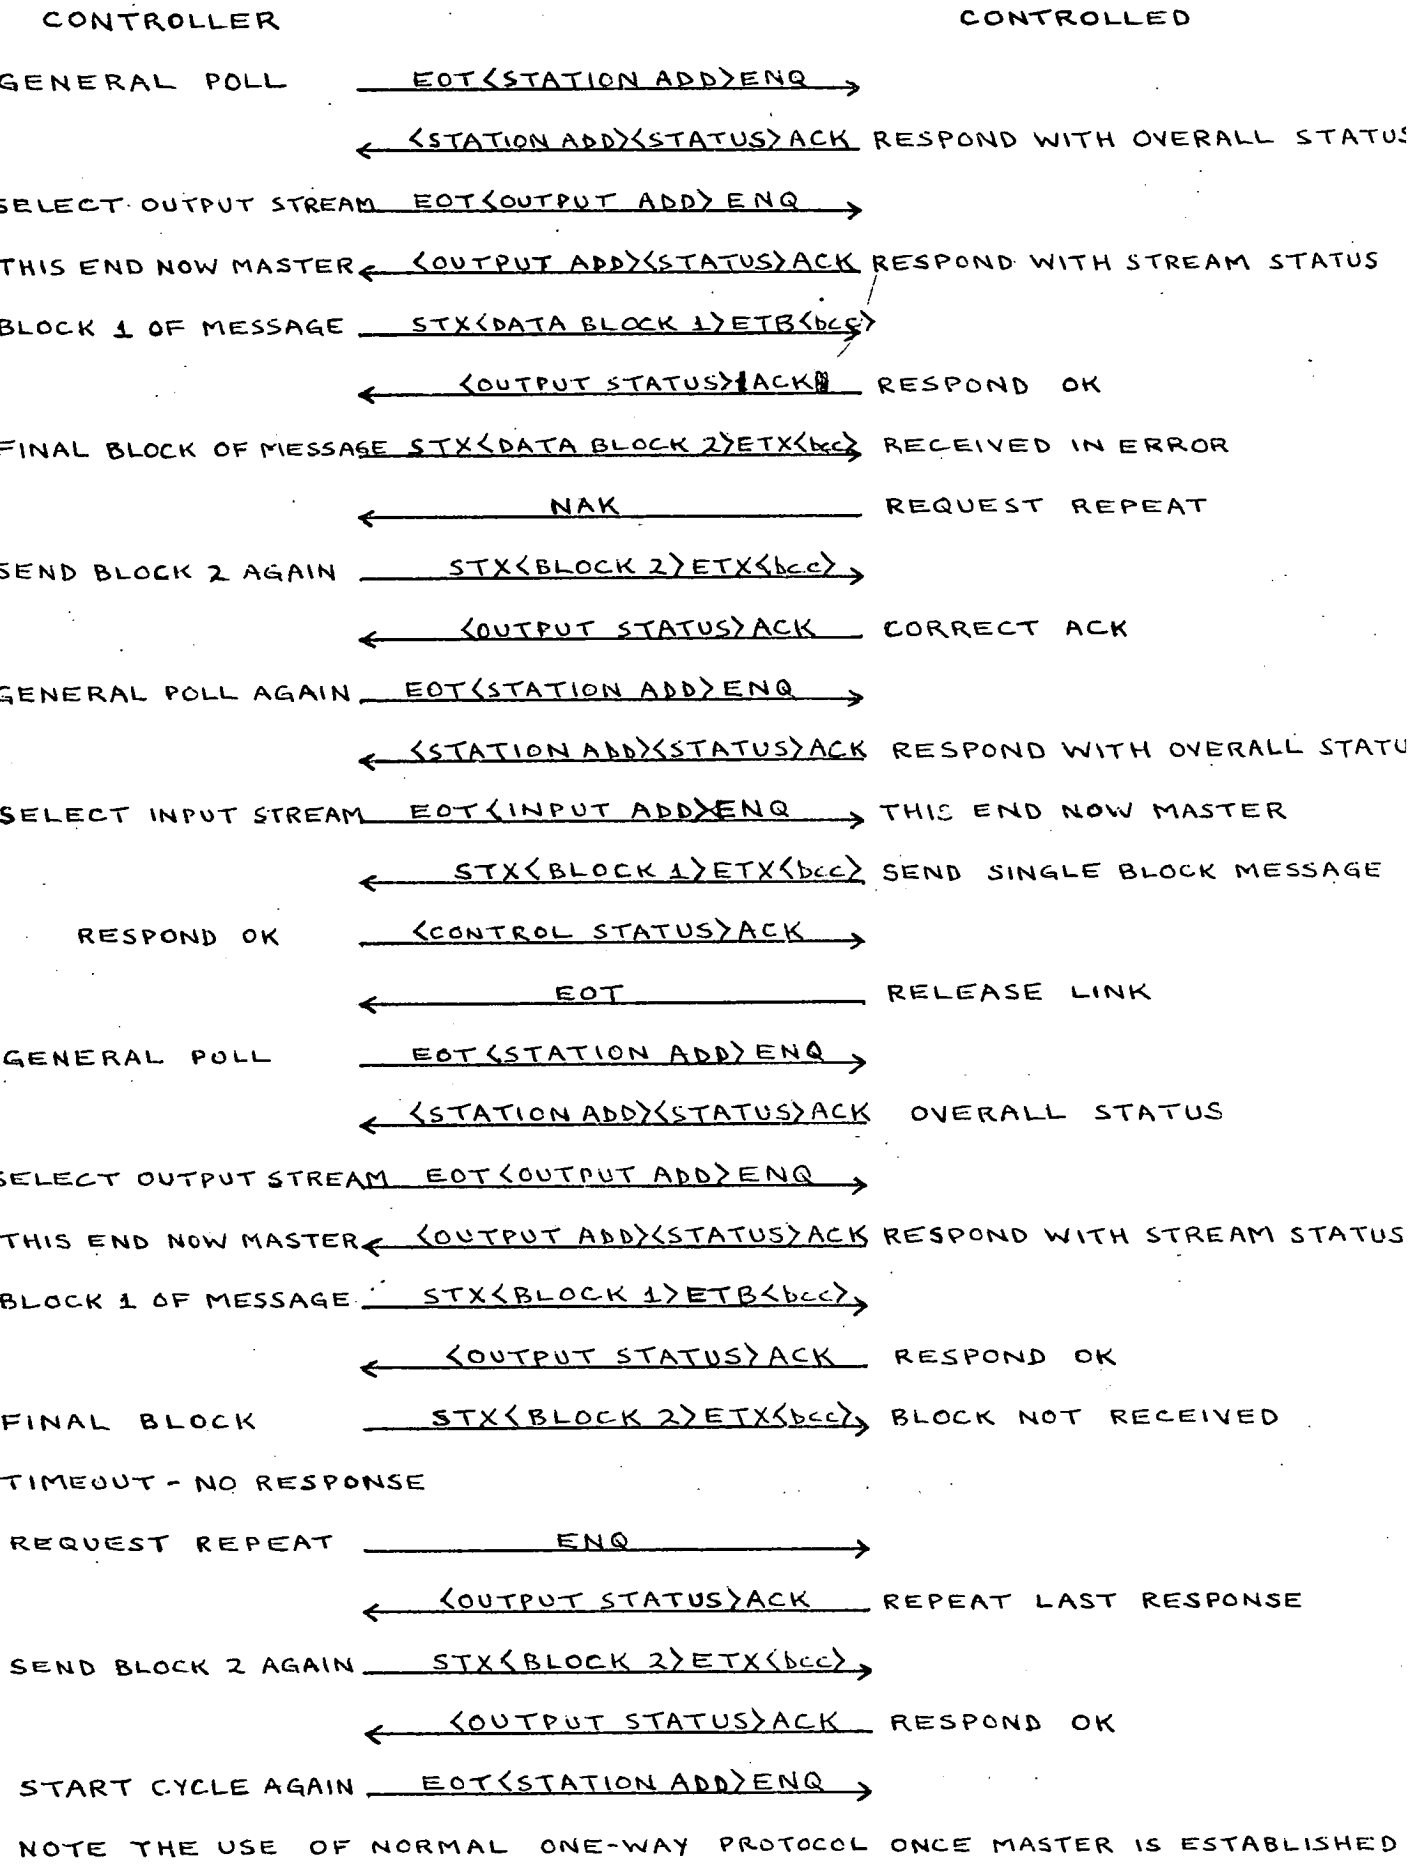 CONTROLLER CONTROLLED
GENERAL POLL EOT<STATION ADD>ENQ
<STATION ADD><STATUS>ACK RESPOND WITH OVERALL STATUS
SELECT OUTPUT STREAM EOT<OUTPUT ADD>ENQ
THIS END NOW MASTER <OUTPUT ADD><STATUS>ACK RESPOND WITH STREAM STATUS
BLOCK 1 OF MESSAGE STX<DATA BLOCK 1>ETB<bcc>
<OUTPUT STATUS>ACK RESPOND OK
FINAL BLOCK OF MESSAGE STX<DATA BLOCK 2>ETX<bcc> RECEIVED IN ERROR
NAK REQUEST REPEAT
SEND BLOCK 2 AGAIN STX<BLOCK 2>ETX<bcc>
<OUTPUT STATUS>ACK CORRECT ACK
GENERAL POLL AGAIN EOT<STATION ADD>ENQ
<STATION ADD><STATUS>ACK RESPOND WITH OVERALL STATU
SELECT INPUT STREAM EOT<INPUT ADD>ENQ THIS END NOW MASTER
STX<BLOCK 1>ETX<bcc> SEND SINGLE BLOCK MESSAGE
RESPOND OK <CONTROL STATUS>ACK
EOT RELEASE LINK
GENERAL POLL EOT<STATION ADD>ENQ
<STATION ADD><STATUS>ACK OVERALL STATUS
SELECT OUTPUT STREAM EOT<OUTPUT ADD>ENQ
THIS END NOW MASTER <OUTPUT ADD><STATUS>ACK RESPOND WITH STREAM STATUS
BLOCK 1 OF MESSAGE STX<BLOCK 1>ETB<bcc>
<OUTPUT STATUS>ACK RESPOND OK
FINAL BLOCK STX<BLOCK 2>ETX<bcc> BLOCK NOT RECEIVED
TIMEOUT - NO RESPONSE
REQUEST REPEAT ENQ
<OUTPUT STATUS>ACK REPEAT LAST RESPONSE
SEND BLOCK 2 AGAIN STX<BLOCK 2>ETX<bcc>
<OUTPUT STATUS>ACK RESPOND OK
START CYCLE AGAIN EOT<STATION ADD>ENQ
NOTE THE USE OF NORMAL ONE-WAY PROTOCOL ONCE MASTER IS ESTABLISHED